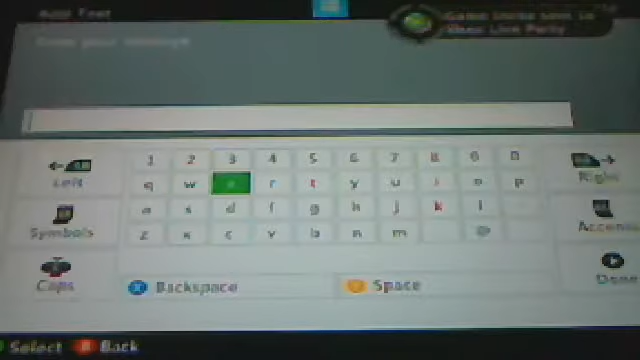 Add Text
Enter your message
Game invite sent to
Xbox Live Party
1 2 3 4 5 6 7 8 9 0
Left q w e r t y u i o p Right
a s d f g h j k l
Symbols Accents
z x c v b n m @
Caps Done
X Backspace Y Space
Select B Back